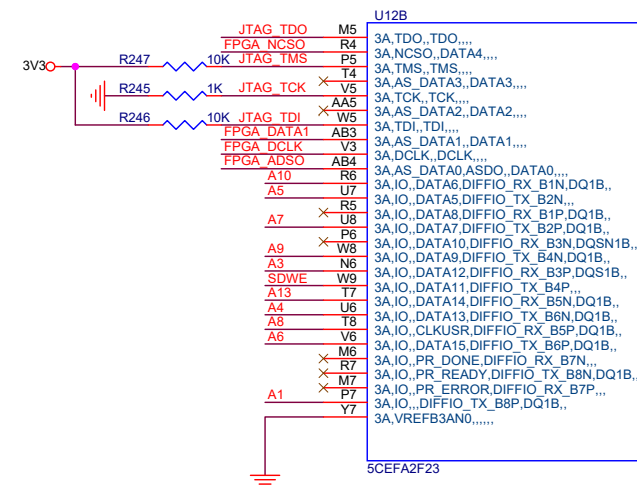 U12B
JTAG_TDO M5 3A,TDO,,TDO,,,,
FPGA_NCSO R4 3A,NCSO,,DATA4,,,,
3V3 R247 10K JTAG_TMS P5 3A,TMS,,TMS,,,,
T4 3A,AS_DATA3,,DATA3,,,,
R245 1K JTAG_TCK V5 3A,TCK,,TCK,,,,
AA5 3A,AS_DATA2,,DATA2,,,,
R246 10K JTAG_TDI W5 3A,TDI,,TDI,,,,
FPGA_DATA1 AB3 3A,AS_DATA1,,DATA1,,,,
FPGA_DCLK V3 3A,DCLK,,DCLK,,,,
FPGA_ADSO AB4 3A,AS_DATA0,ASDO,,DATA0,,,,
A10 R6 3A,IO,,DATA6,DIFFIO_RX_B1N,DQ1B,,
A5 U7 3A,IO,,DATA5,DIFFIO_TX_B2N,,,
R5 3A,IO,,DATA8,DIFFIO_RX_B1P,DQ1B,,
A7 U8 3A,IO,,DATA7,DIFFIO_TX_B2P,DQ1B,,
P6 3A,IO,,DATA10,DIFFIO_RX_B3N,DQSN1B,,
A9 W8 3A,IO,,DATA9,DIFFIO_TX_B4N,DQ1B,,
A3 N6 3A,IO,,DATA12,DIFFIO_RX_B3P,DQS1B,,
SDWE W9 3A,IO,,DATA11,DIFFIO_TX_B4P,,,
A13 T7 3A,IO,,DATA14,DIFFIO_RX_B5N,DQ1B,,
A4 U6 3A,IO,,DATA13,DIFFIO_TX_B6N,DQ1B,,
A8 T8 3A,IO,,CLKUSR,DIFFIO_RX_B5P,DQ1B,,
A6 V6 3A,IO,,DATA15,DIFFIO_TX_B6P,DQ1B,,
M6 3A,IO,,PR_DONE,DIFFIO_RX_B7N,,,
R7 3A,IO,,PR_READY,DIFFIO_TX_B8N,DQ1B,,
M7 3A,IO,,PR_ERROR,DIFFIO_RX_B7P,,,
A1 P7 3A,IO,,,DIFFIO_TX_B8P,DQ1B,,
Y7 3A,VREFB3AN0,,,,,,
5CEFA2F23